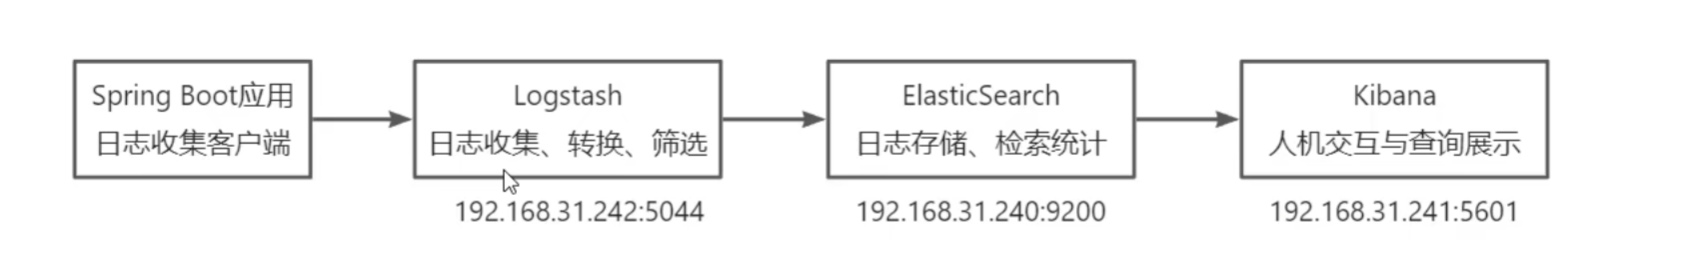 Spring Boot应用
日志收集客户端
Logstash
日志收集、转换、筛选
192.168.31.242:5044
ElasticSearch
日志存储、检索统计
192.168.31.240:9200
Kibana
人机交互与查询展示
192.168.31.241:5601